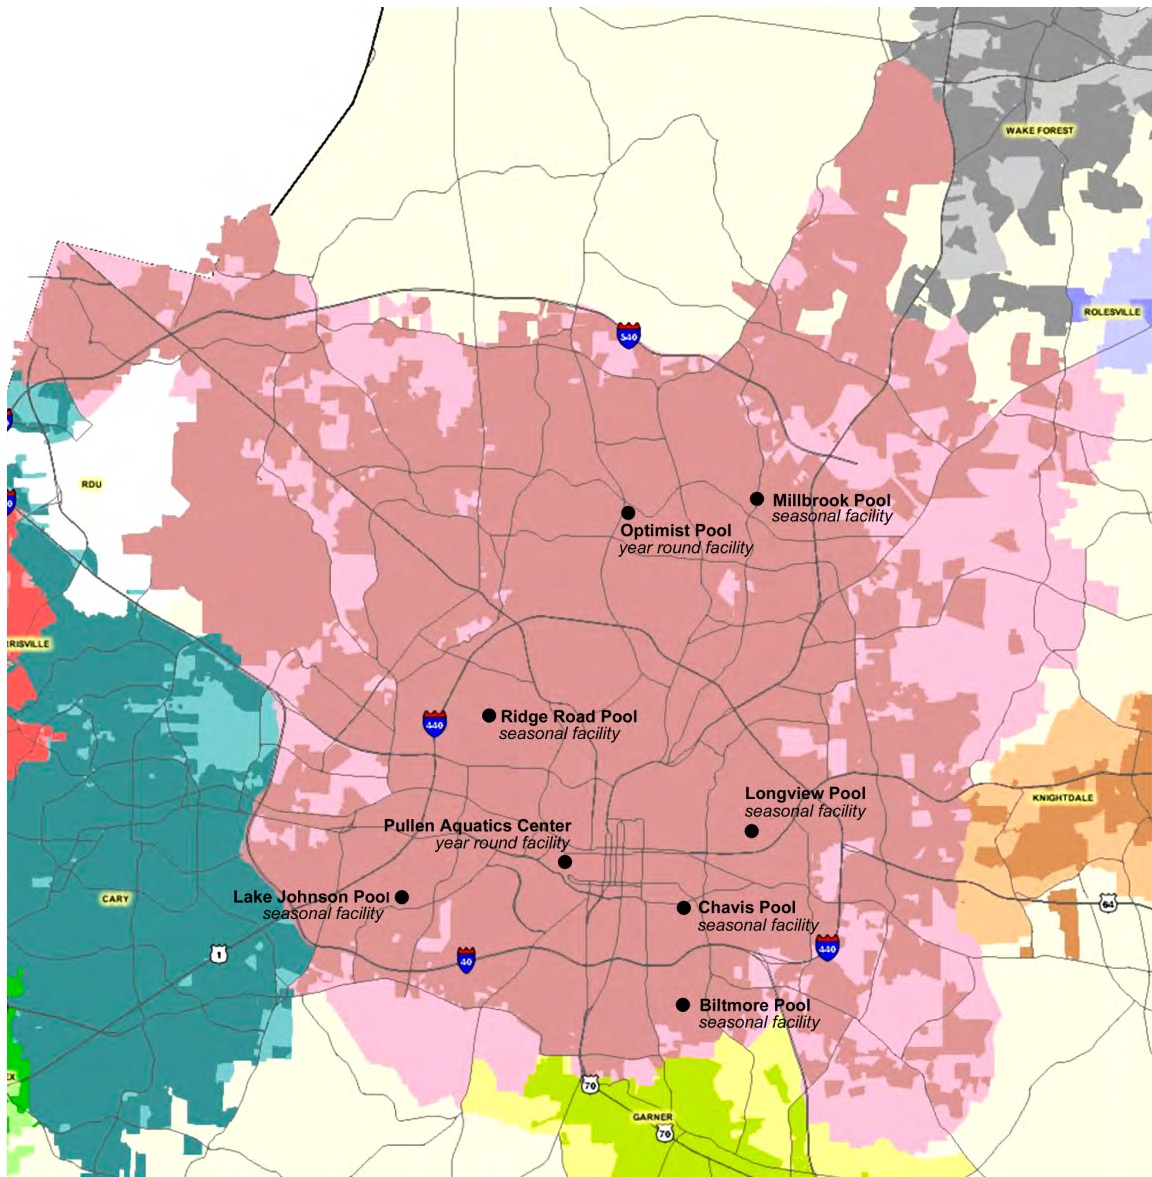 WAKE FOREST
ROLESVILLE
540
RDU
Millbrook Pool
seasonal facility
Optimist Pool
year round facility
RRISVILLE
Ridge Road Pool
seasonal facility
440
Longview Pool
seasonal facility
KNIGHTDALE
Pullen Aquatics Center
year round facility
Lake Johnson Pool
seasonal facility
CARY
Chavis Pool
seasonal facility
64
1
40
440
Biltmore Pool
seasonal facility
EX
70
GARNER
70